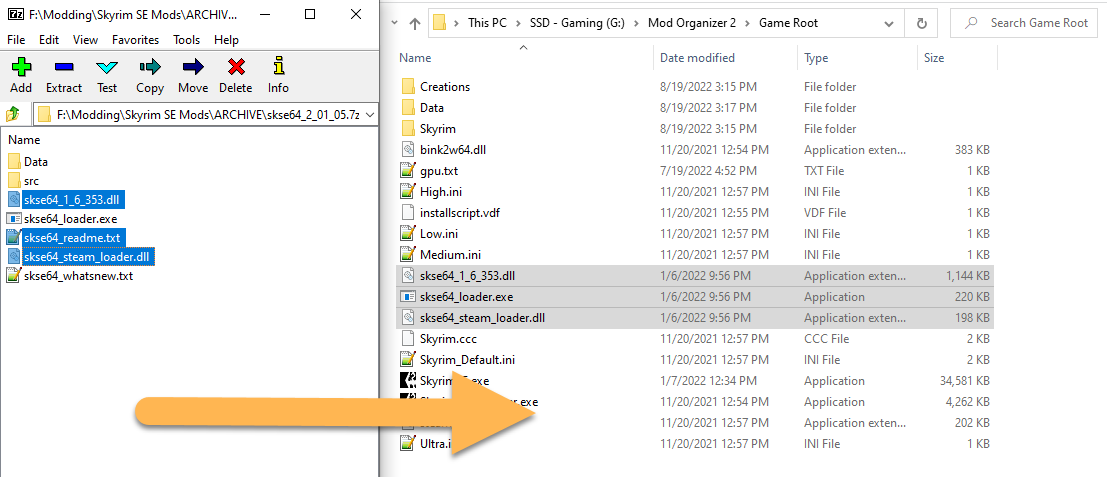 F:\Modding\Skyrim SE Mods\ARCHIVE...
File Edit View Favorites Tools Help
Add Extract Test Copy Move Delete Info
F:\Modding\Skyrim SE Mods\ARCHIVE\skse64_2_01_05.7z
Name
Data
src
skse64_1_6_353.dll
skse64_loader.exe
skse64_readme.txt
skse64_steam_loader.dll
skse64_whatsnew.txt
This PC SSD - Gaming (G:) Mod Organizer 2 Game Root
Search Game Root
Name Date modified Type Size
Creations 8/19/2022 3:15 PM File folder
Data 8/19/2022 3:17 PM File folder
Skyrim 8/19/2022 3:15 PM File folder
bink2w64.dll 11/20/2021 12:54 PM Application exten... 383 KB
gpu.txt 7/19/2022 4:52 PM TXT File 1 KB
High.ini 11/20/2021 12:57 PM INI File 1 KB
installscript.vdf 11/20/2021 12:55 PM VDF File 1 KB
Low.ini 11/20/2021 12:57 PM INI File 1 KB
Medium.ini 11/20/2021 12:57 PM INI File 1 KB
skse64_1_6_353.dll 1/6/2022 9:56 PM Application exten... 1,144 KB
skse64_loader.exe 1/6/2022 9:56 PM Application 220 KB
skse64_steam_loader.dll 1/6/2022 9:56 PM Application exten... 198 KB
Skyrim.ccc 11/20/2021 12:57 PM CCC File 2 KB
Skyrim_Default.ini 11/20/2021 12:57 PM INI File 2 KB
1/7/2022 12:34 PM Application 34,581 KB
11/20/2021 12:54 PM Application 4,262 KB
11/20/2021 12:57 PM Application exten... 202 KB
11/20/2021 12:57 PM INI File 1 KB